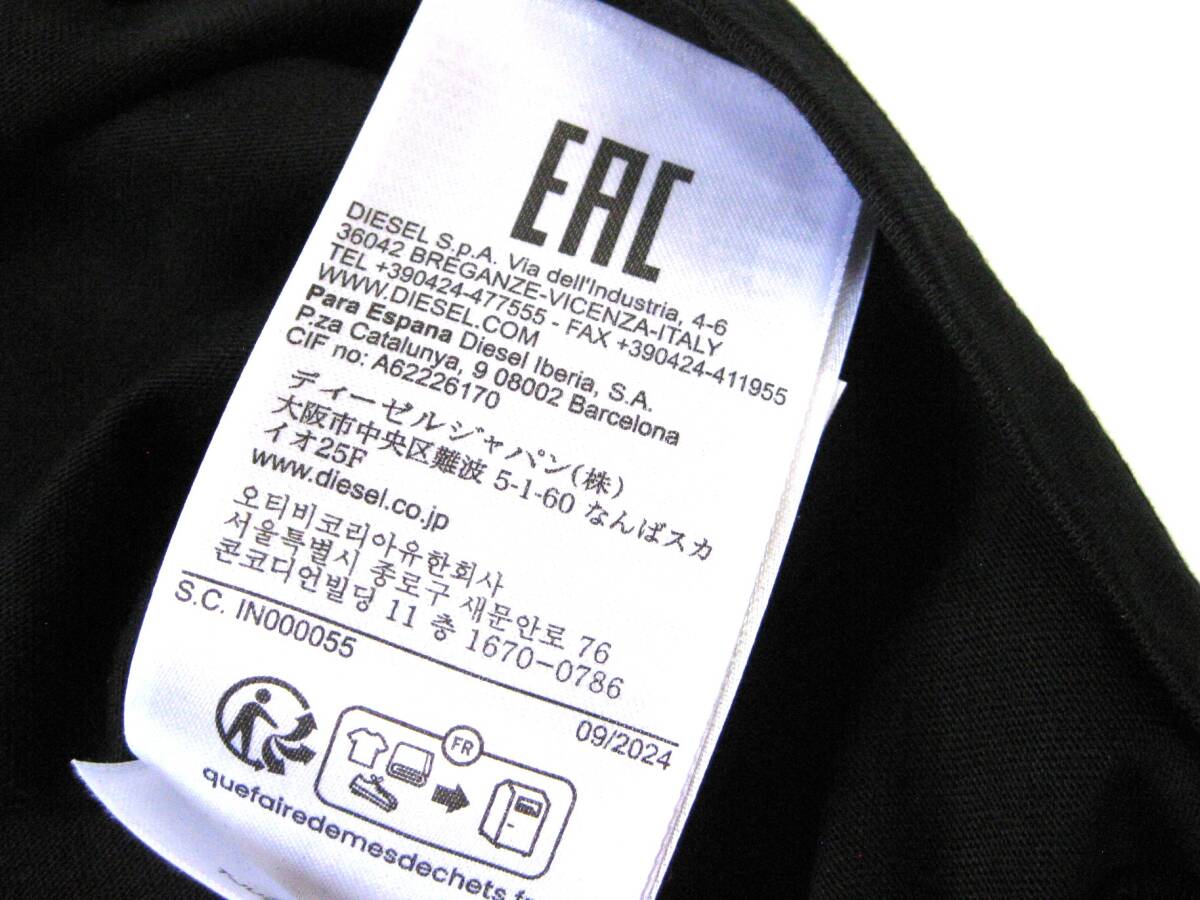 EAC
DIESEL S.p.A. Via dell'Industria, 4-6
36042 BREGANZE-VICENZA-ITALY
TEL +390424-477555 - FAX +390424-411955
WWW.DIESEL.COM
Para Espana Diesel Iberia, S.A.
P.za Catalunya, 9 08002 Barcelona
CIF no: A62226170
ディーゼルジャパン(株)
大阪市中央区難波 5-1-60 なんばスカ
イオ25F
www.diesel.co.jp
오티비코리아유한회사
서울특별시 종로구 새문안로 76
콘코디언빌딩 11 층 1670-0786
S.C. IN000055
09/2024
FR
quefairedemesdechets.fr